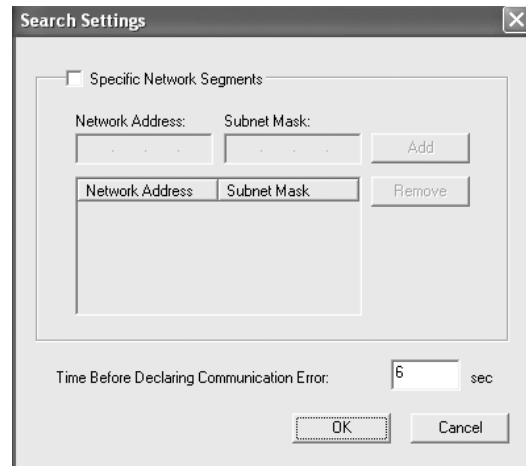 Search Settings
Specific Network Segments
Network Address: Subnet Mask:
Add
Network Address Subnet Mask
Remove
Time Before Declaring Communication Error: 6 sec
OK Cancel